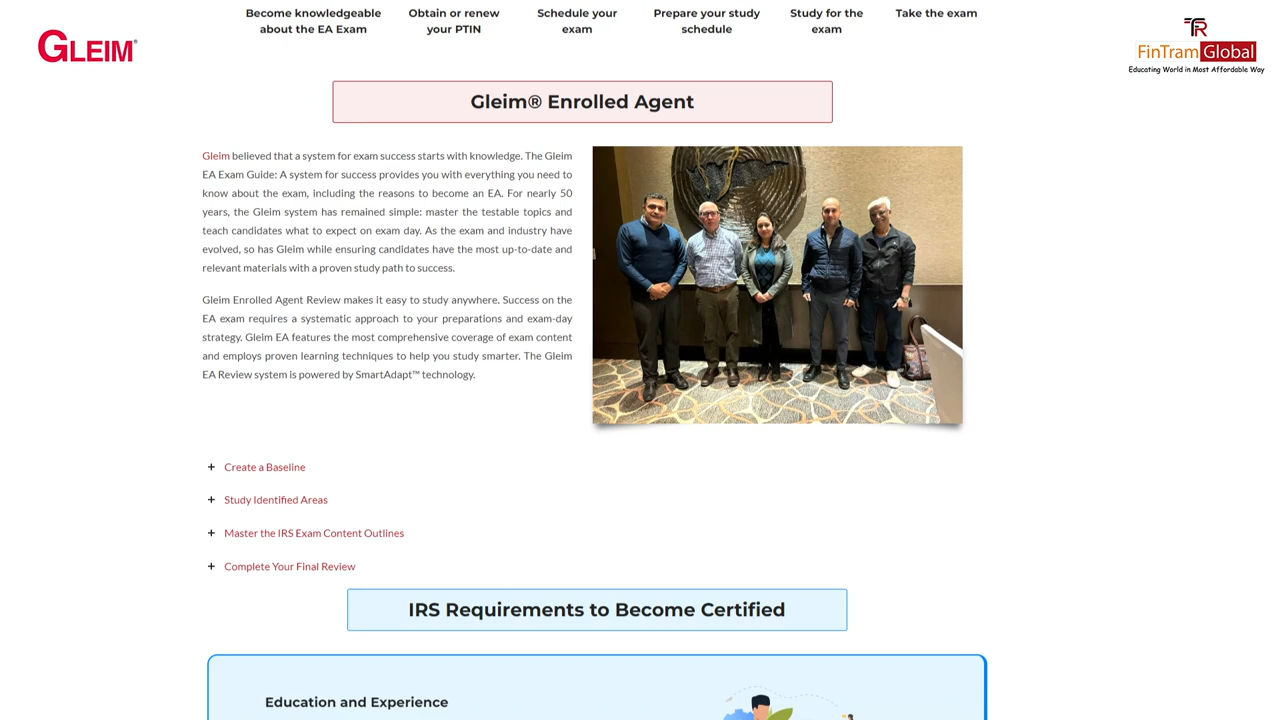 Become knowledgeable
about the EA Exam
Obtain or renew
your PTIN
Schedule your
exam
Prepare your study
schedule
Study for the
exam
Take the exam
GLEIM®
TR
FinTram Global
Educating World in Most Affordable Way
Gleim® Enrolled Agent
Gleim believed that a system for exam success starts with knowledge. The Gleim
EA Exam Guide: A system for success provides you with everything you need to
know about the exam, including the reasons to become an EA. For nearly 50
years, the Gleim system has remained simple: master the testable topics and
teach candidates what to expect on exam day. As the exam and industry have
evolved, so has Gleim while ensuring candidates have the most up-to-date and
relevant materials with a proven study path to success.
Gleim Enrolled Agent Review makes it easy to study anywhere. Success on the
EA exam requires a systematic approach to your preparations and exam-day
strategy. Gleim EA features the most comprehensive coverage of exam content
and employs proven learning techniques to help you study smarter. The Gleim
EA Review system is powered by SmartAdapt™ technology.
+ Create a Baseline
+ Study Identified Areas
+ Master the IRS Exam Content Outlines
+ Complete Your Final Review
IRS Requirements to Become Certified
Education and Experience